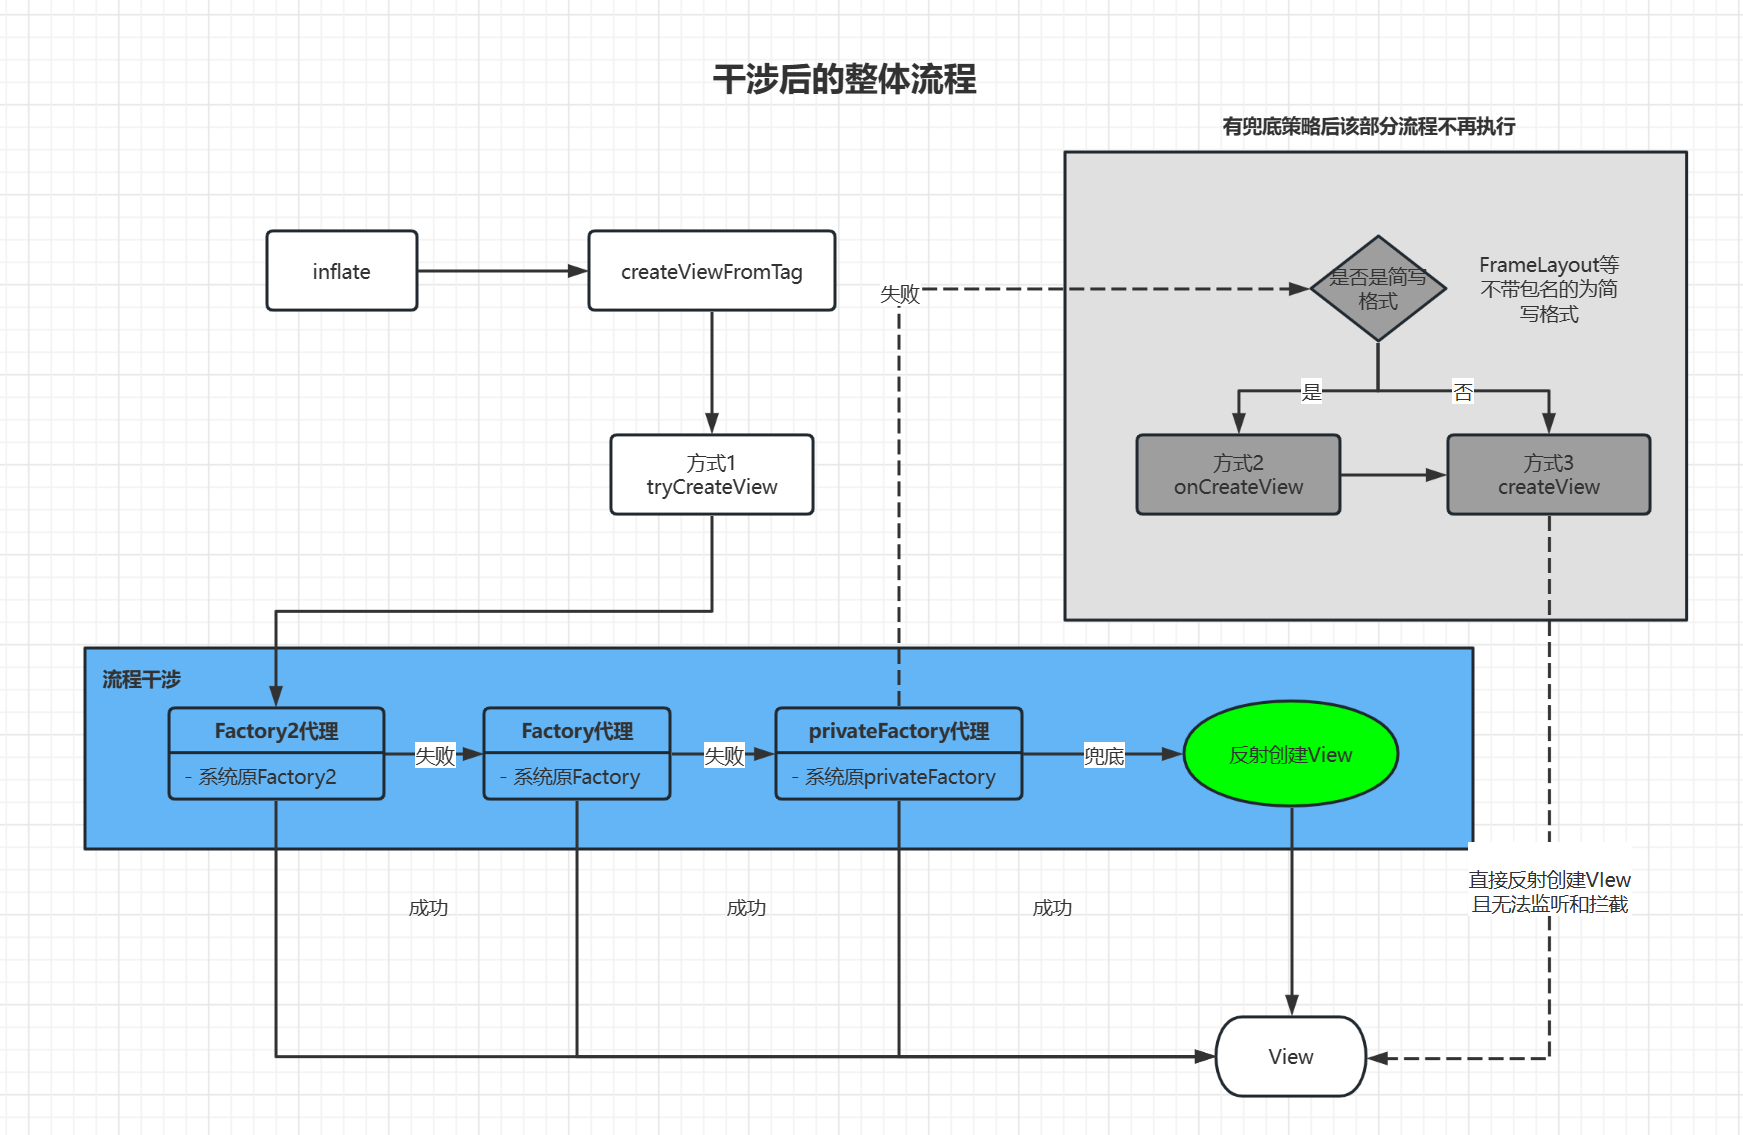 干涉后的整体流程
有兜底策略后该部分流程不再执行
inflate
createViewFromTag
失败
是否是简写
格式
FrameLayout等
不带包名的为简
写格式
是
否
方式1
tryCreateView
方式2
onCreateView
方式3
createView
流程干涉
Factory2代理
- 系统原Factory2
失败
Factory代理
- 系统原Factory
失败
privateFactory代理
- 系统原privateFactory
兜底
反射创建View
成功
成功
成功
直接反射创建VIew
且无法监听和拦截
View